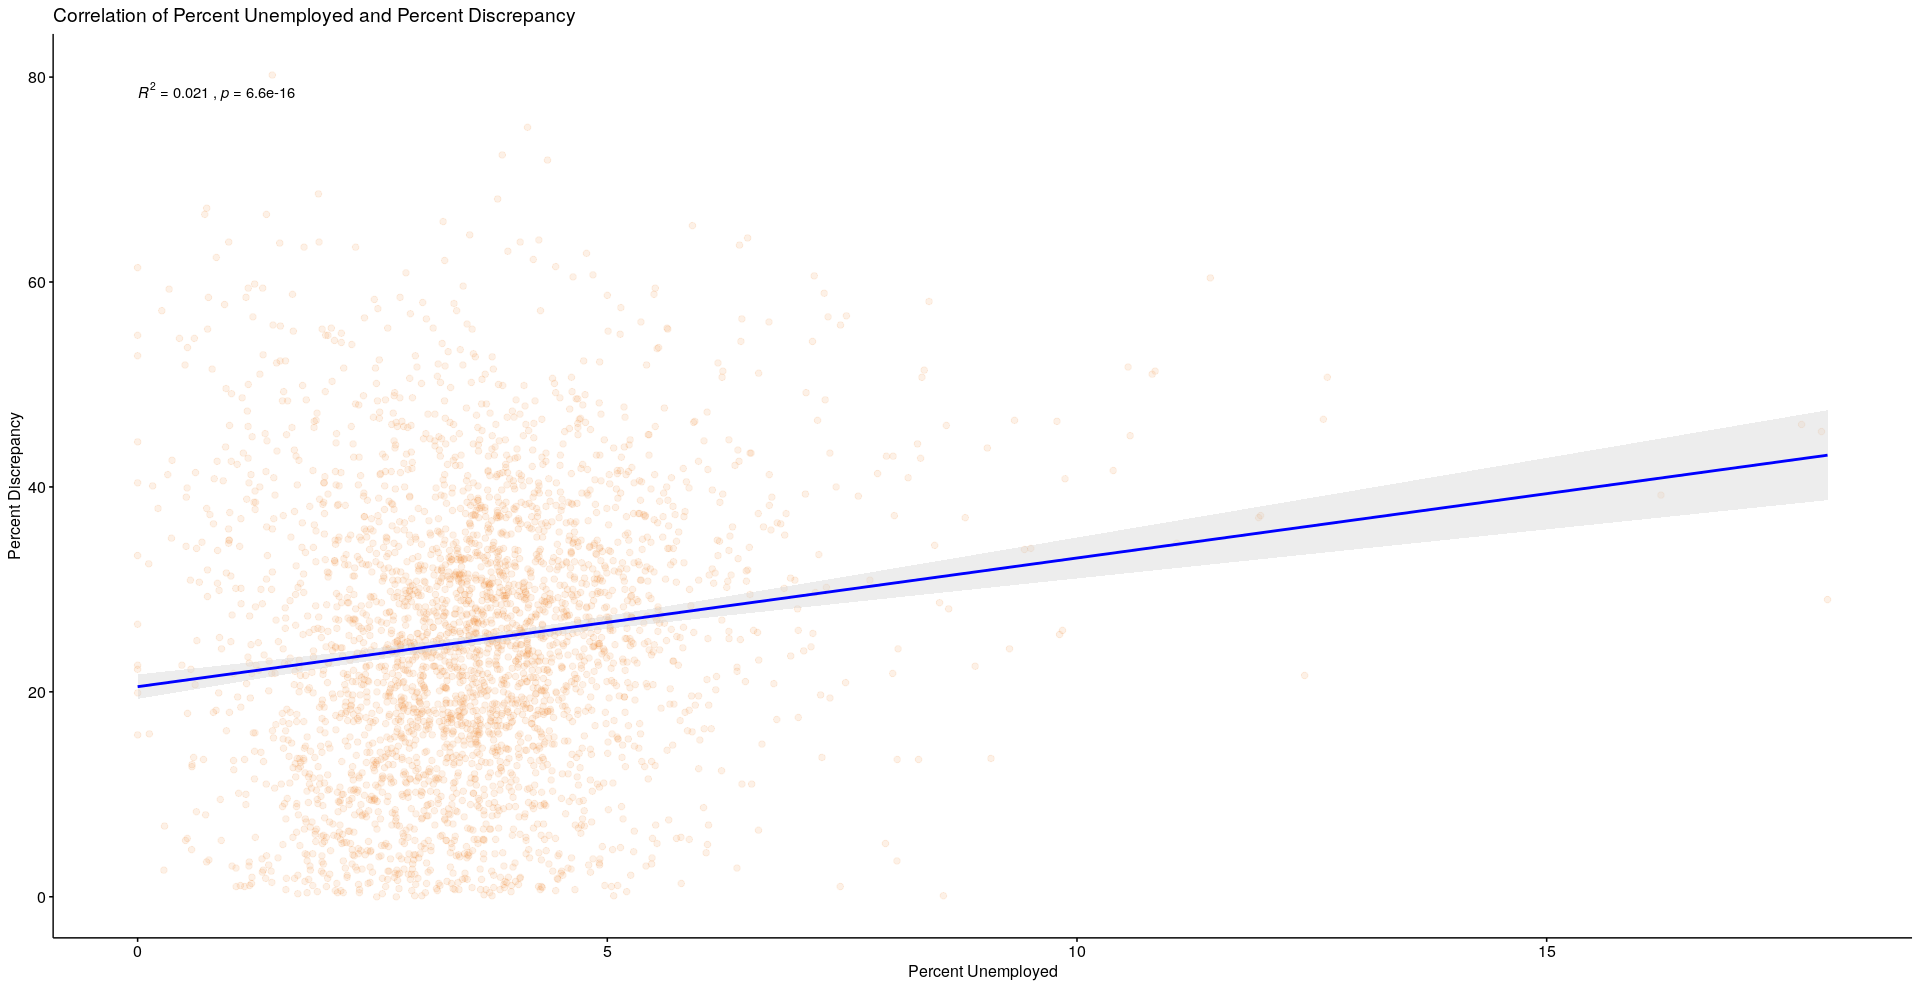 Correlation of Percent Unemployed and Percent Discrepancy
R² = 0.021 , p = 6.6e-16
80
60
40
20
0
Percent Discrepancy
0 5 10 15
Percent Unemployed